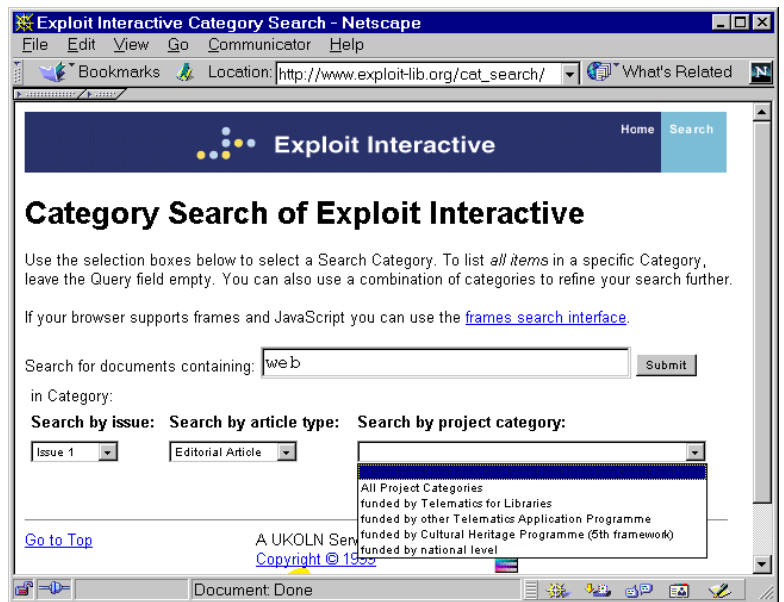 Exploit Interactive Category Search - Netscape
File Edit View Go Communicator Help
Bookmarks Location: http://www.exploit-lib.org/cat_search/ What's Related N
Exploit Interactive Home Search
Category Search of Exploit Interactive
Use the selection boxes below to select a Search Category. To list all items in a specific Category,
leave the Query field empty. You can also use a combination of categories to refine your search further.
If your browser supports frames and JavaScript you can use the frames search interface.
Search for documents containing: web Submit
in Category:
Search by issue: Search by article type: Search by project category:
Issue 1 Editorial Article
All Project Categories
funded by Telematics for Libraries
funded by other Telematics Application Programme
funded by Cultural Heritage Programme (5th framework)
funded by national level
Go to Top A UKOLN
Copyright © 1999
Document: Done